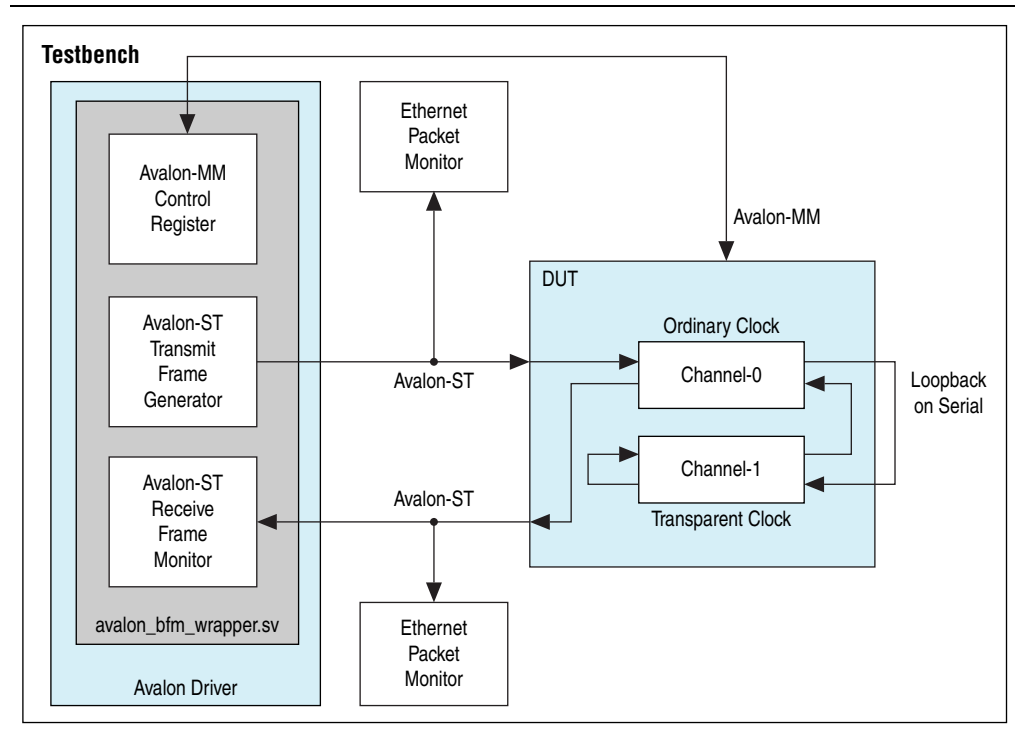 Testbench
Avalon-MM
Control
Register
Avalon-ST
Transmit
Frame
Generator
Avalon-ST
Receive
Frame
Monitor
avalon_bfm_wrapper.sv
Avalon Driver
Ethernet
Packet
Monitor
Avalon-ST
Avalon-ST
Ethernet
Packet
Monitor
Avalon-MM
DUT
Ordinary Clock
Channel-0
Channel-1
Transparent Clock
Loopback
on Serial